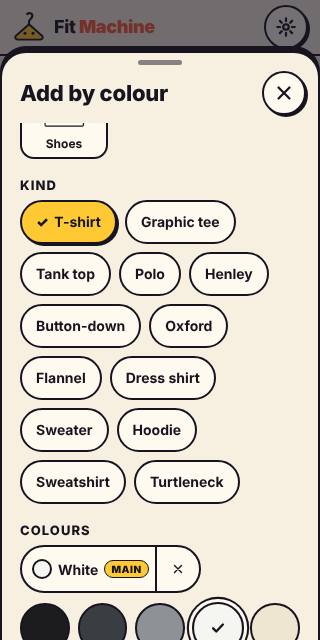 Fit Machine
Add by colour
Shoes
KIND
✓ T-shirt
Graphic tee
Tank top
Polo
Henley
Button-down
Oxford
Flannel
Dress shirt
Sweater
Hoodie
Sweatshirt
Turtleneck
COLOURS
White MAIN ×